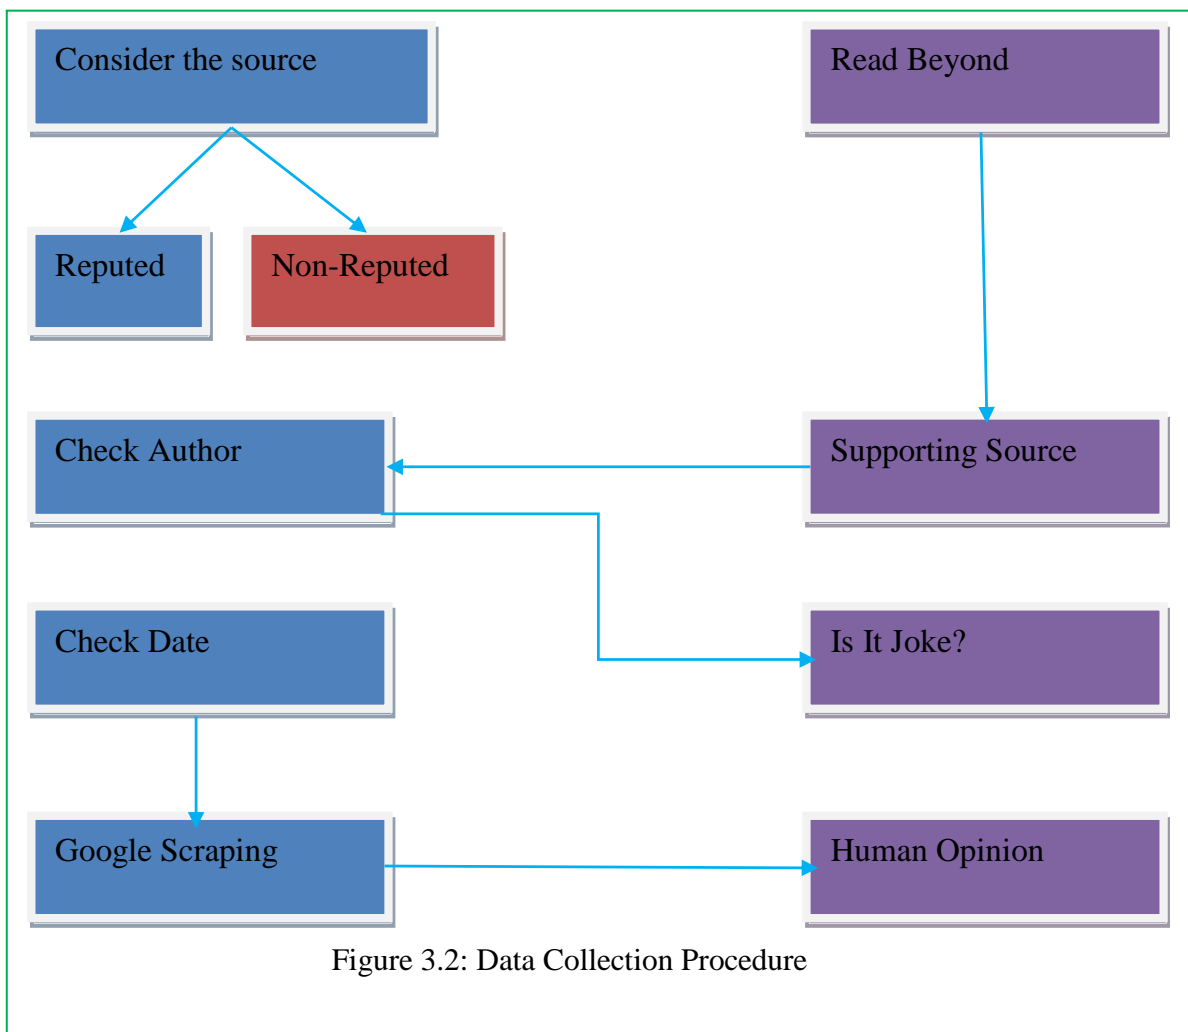 Consider the source
Read Beyond
Reputed
Non-Reputed
Check Author
Supporting Source
Check Date
Is It Joke?
Google Scraping
Human Opinion
Figure 3.2: Data Collection Procedure